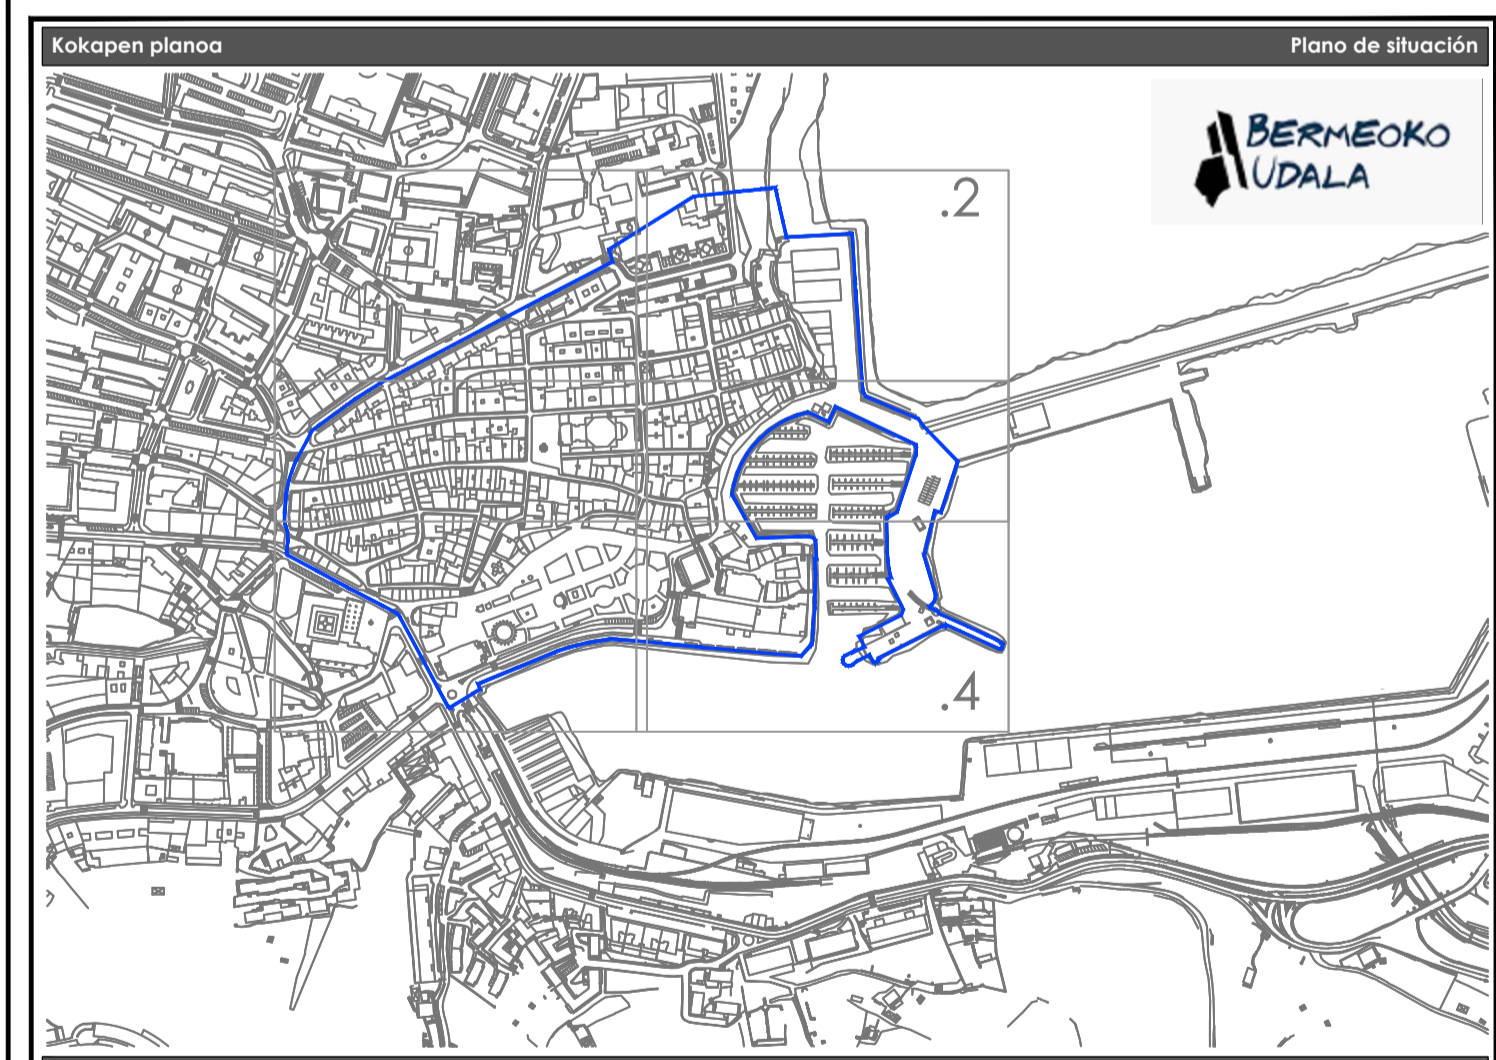 Kokapen planoa
Plano de situación
BERMEOKO
UDALA
.2
.4